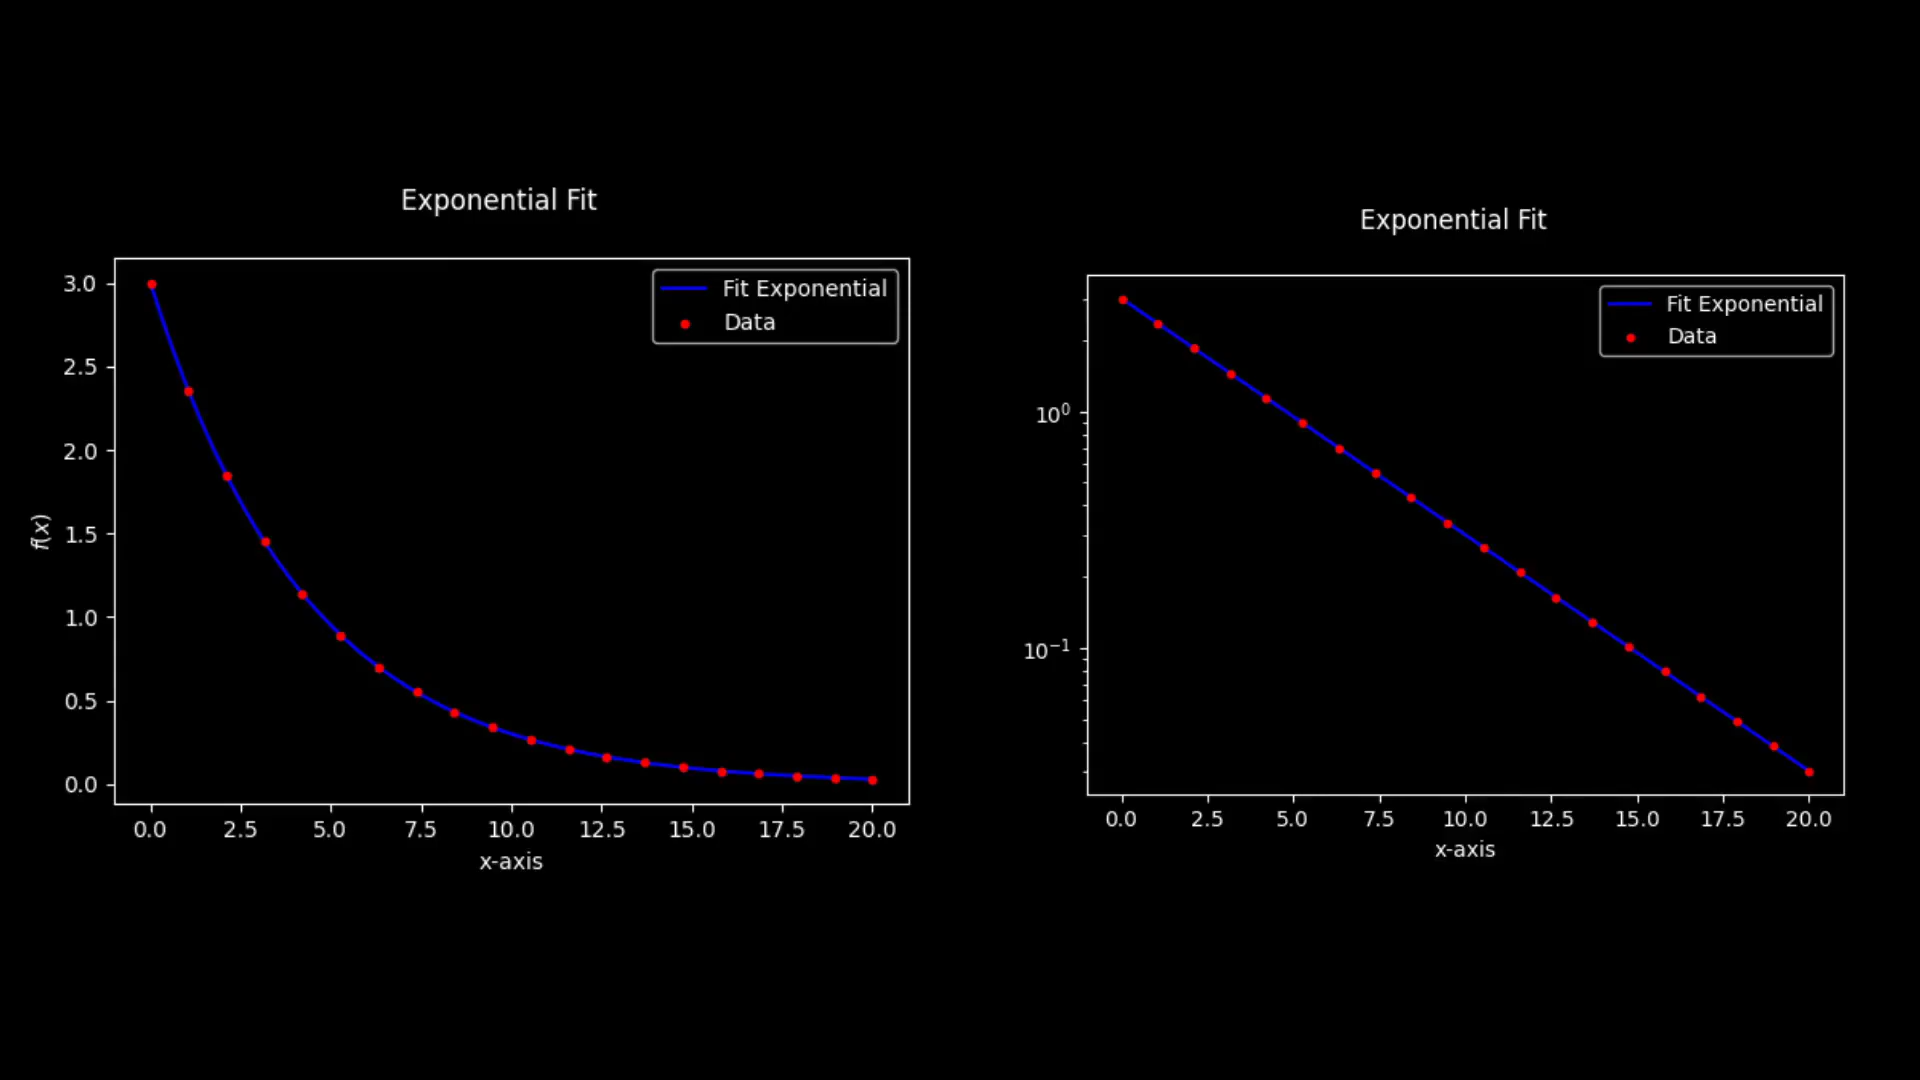 Exponential Fit
Fit Exponential
Data
3.0
2.5
2.0
1.5
1.0
0.5
0.0
f(x)
0.0 2.5 5.0 7.5 10.0 12.5 15.0 17.5 20.0
x-axis
Exponential Fit
Fit Exponential
Data
10⁰
10⁻¹
0.0 2.5 5.0 7.5 10.0 12.5 15.0 17.5 20.0
x-axis